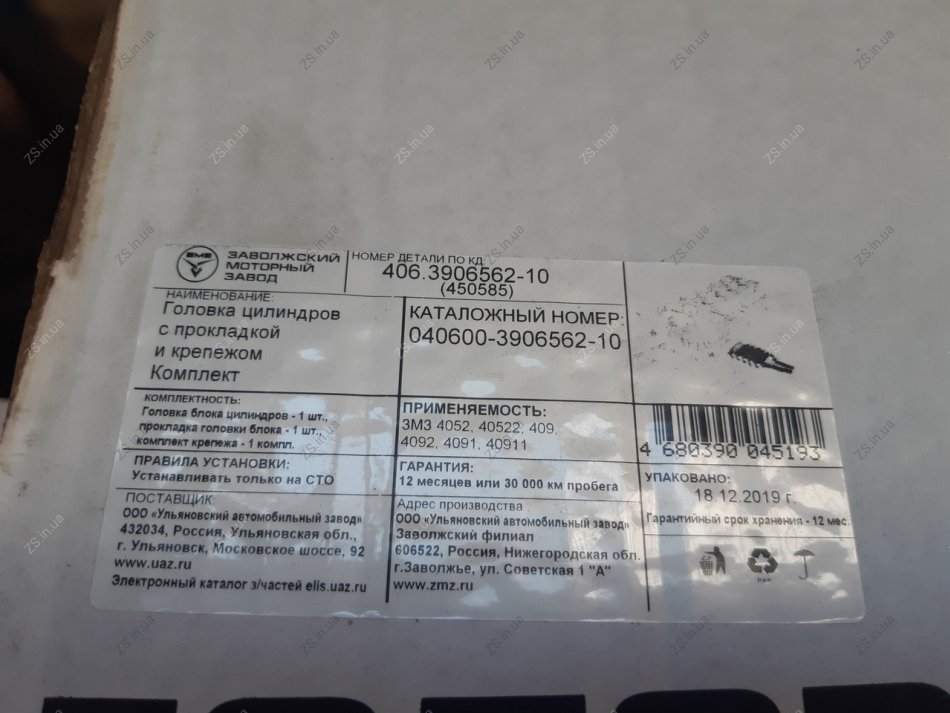 ЗМЗ
ЗАВОЛЖСКИЙ
МОТОРНЫЙ
ЗАВОД
НОМЕР ДЕТАЛИ ПО КД:
406.3906562-10
(450585)
НАИМЕНОВАНИЕ:
Головка цилиндров
с прокладкой
и крепежом
Комплект
КАТАЛОЖНЫЙ НОМЕР:
040600-3906562-10
КОМПЛЕКТНОСТЬ:
Головка блока цилиндров - 1 шт.,
прокладка головки блока - 1 шт.,
комплект крепежа - 1 компл.
ПРИМЕНЯЕМОСТЬ:
ЗМЗ 4052, 40522, 409,
4092, 4091, 40911
4 680390 045193
ПРАВИЛА УСТАНОВКИ:
Устанавливать только на СТО
ГАРАНТИЯ:
12 месяцев или 30 000 км пробега
УПАКОВАНО:
18.12.2019 г.
Гарантийный срок хранения - 12 мес.
ПОСТАВЩИК:
ООО «Ульяновский автомобильный завод»
432034, Россия, Ульяновская обл.,
г. Ульяновск, Московское шоссе, 92
www.uaz.ru
Электронный каталог з/частей elis.uaz.ru
Адрес производства
ООО «Ульяновский автомобильный завод»
Заволжский филиал
606522, Россия, Нижегородская обл.
г.Заволжье, ул. Советская 1 "А"
www.zmz.ru
PAP
ZS.in.ua